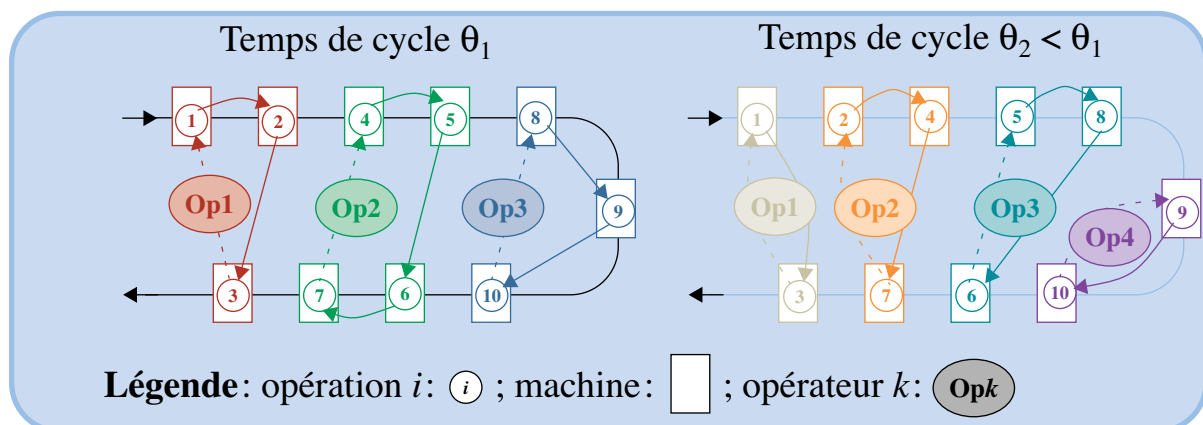 Temps de cycle θ1
Temps de cycle θ2 < θ1
1 2 4 5 8
1 2 4 5 8
Op1 Op2 Op3 9
Op1 Op2 Op3 Op4 9
3 7 6 10
3 7 6 10
Légende : opération i : i ; machine : ; opérateur k : Opk